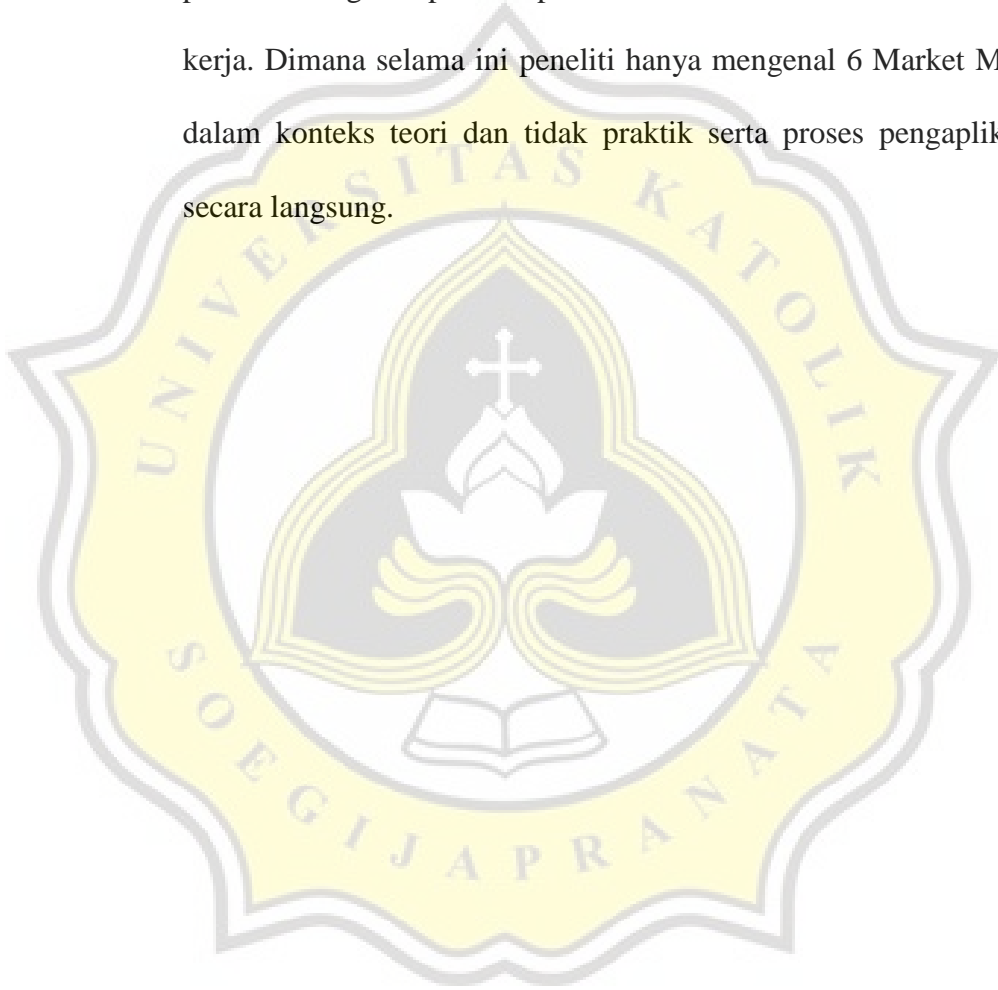 kerja. Dimana selama ini peneliti hanya mengenal 6 Market M
dalam konteks teori dan tidak praktik serta proses pengaplik
secara langsung.
UNIVERSITAS KATOLIK
SOEGIJAPRANATA